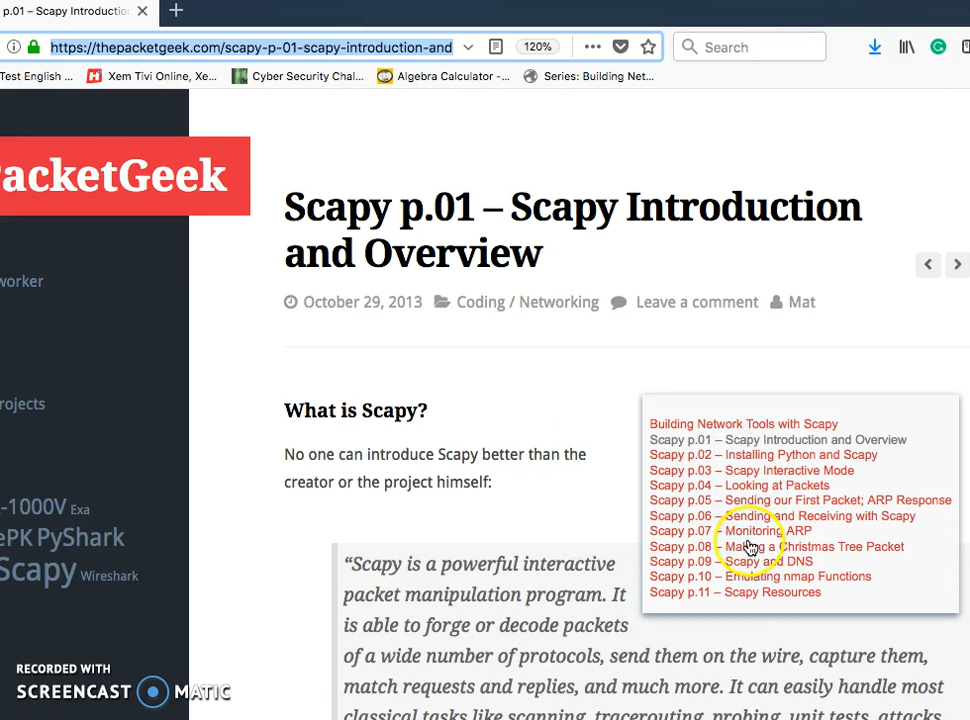 p.01 – Scapy Introductio
https://thepacketgeek.com/scapy-p-01-scapy-introduction-and
120%
Search
Test English ...
Xem Tivi Online, Xe...
Cyber Security Chal...
Algebra Calculator -...
Series: Building Net...
PacketGeek
Scapy p.01 – Scapy Introduction
and Overview
October 29, 2013
Coding / Networking
Leave a comment
Mat
worker
rojects
-1000V Exa
ePK PyShark
Scapy Wireshark
What is Scapy?
No one can introduce Scapy better than the
creator or the project himself:
Building Network Tools with Scapy
Scapy p.01 – Scapy Introduction and Overview
Scapy p.02 – Installing Python and Scapy
Scapy p.03 – Scapy Interactive Mode
Scapy p.04 – Looking at Packets
Scapy p.05 – Sending our First Packet; ARP Response
Scapy p.06 – Sending and Receiving with Scapy
Scapy p.07 – Monitoring ARP
Scapy p.08 – Making a Christmas Tree Packet
Scapy p.09 – Scapy and DNS
Scapy p.10 – Emulating nmap Functions
Scapy p.11 – Scapy Resources
“Scapy is a powerful interactive
packet manipulation program. It
is able to forge or decode packets
of a wide number of protocols, send them on the wire, capture them,
match requests and replies, and much more. It can easily handle most
classical tasks like scanning, tracerouting, probing, unit tests, attacks
RECORDED WITH
SCREENCAST MATIC